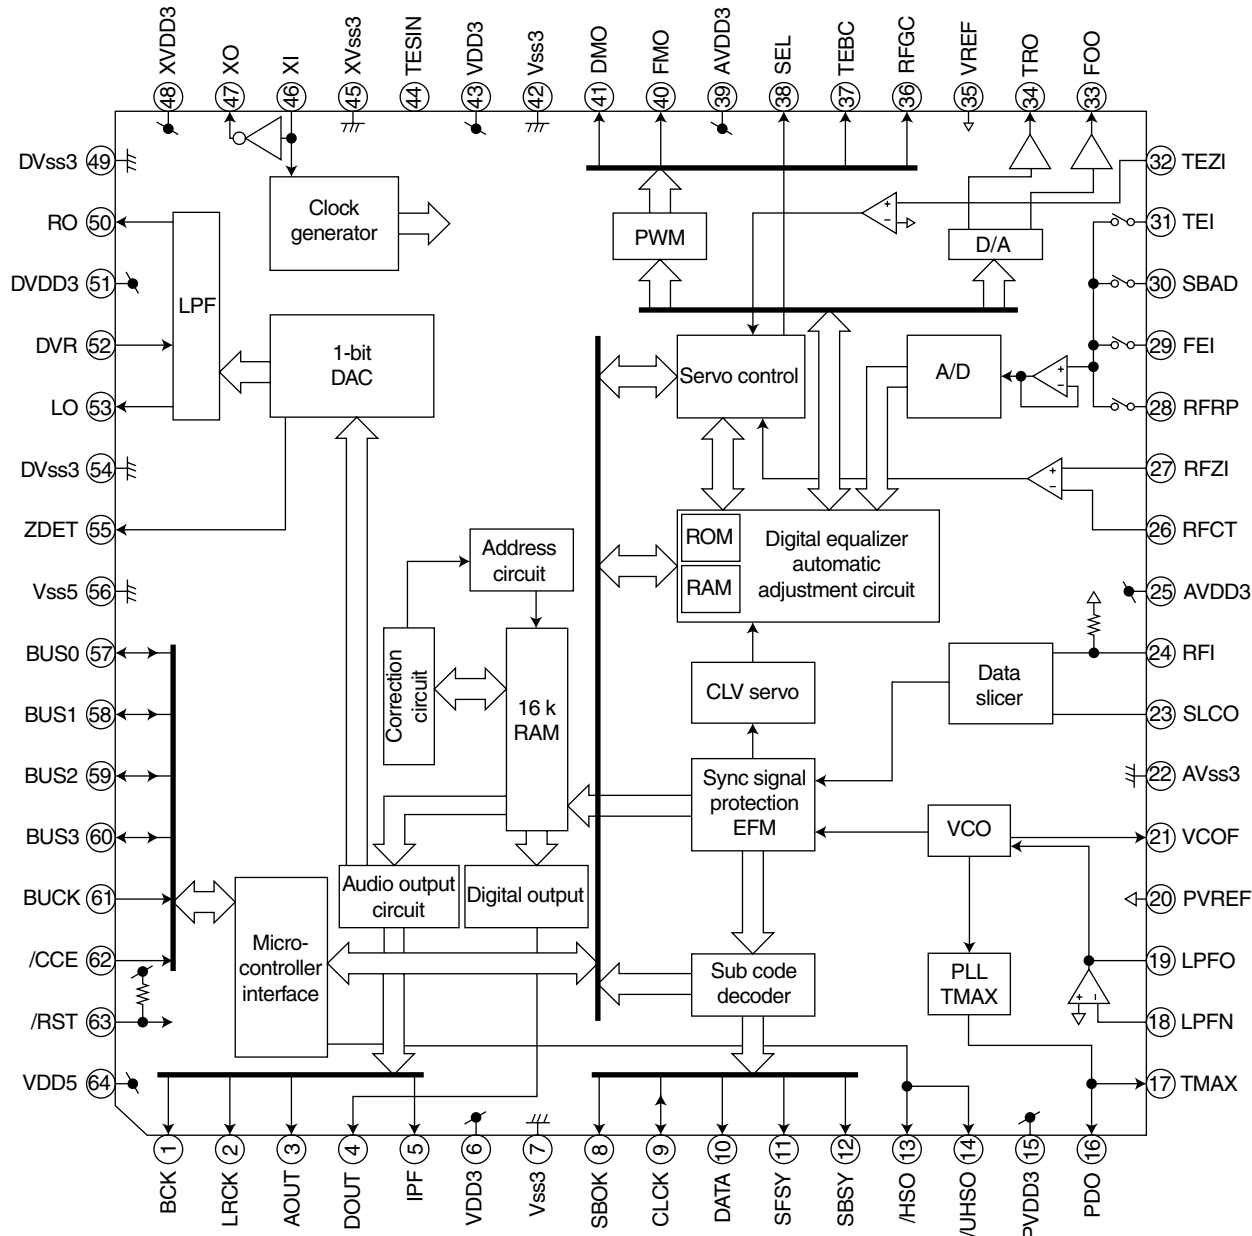 XVDD3
XO
XI
XVss3
TESIN
VDD3
Vss3
DMO
FMO
AVDD3
SEL
TEBC
RFGC
VREF
TRO
FOO
48
47
46
45
44
43
42
41
40
39
38
37
36
35
34
33
DVss3 49
RO 50
DVDD3 51
DVR 52
LO 53
DVss3 54
ZDET 55
Vss5 56
BUS0 57
BUS1 58
BUS2 59
BUS3 60
BUCK 61
/CCE 62
/RST 63
VDD5 64
32 TEZI
31 TEI
30 SBAD
29 FEI
28 RFRP
27 RFZI
26 RFCT
25 AVDD3
24 RFI
23 SLCO
22 AVss3
21 VCOF
20 PVREF
19 LPFO
18 LPFN
17 TMAX
Clock
generator
LPF
1-bit
DAC
PWM
D/A
+
−
Servo control
A/D
+
−
+
−
ROM
RAM
Digital equalizer
automatic
adjustment circuit
Address
circuit
Correction
circuit
16 k
RAM
CLV servo
Data
slicer
Sync signal
protection
EFM
VCO
Audio output
circuit
Digital output
Micro-
controller
interface
Sub code
decoder
PLL
TMAX
+
−
1
2
3
4
5
6
7
8
9
10
11
12
13
14
15
16
BCK
LRCK
AOUT
DOUT
IPF
VDD3
Vss3
SBOK
CLCK
DATA
SFSY
SBSY
/HSO
/UHSO
PVDD3
PDO